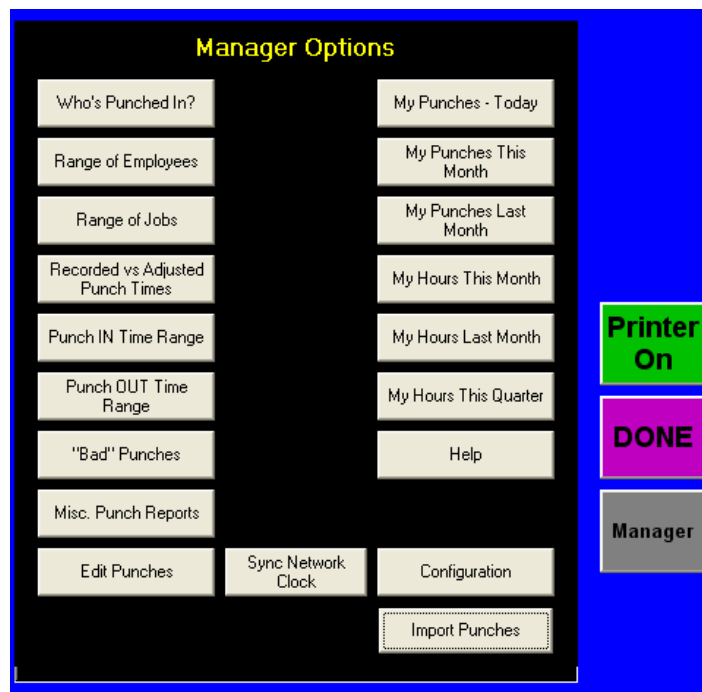 Manager Options
Who's Punched In?
Range of Employees
Range of Jobs
Recorded vs Adjusted
Punch Times
Punch IN Time Range
Punch OUT Time
Range
"Bad" Punches
Misc. Punch Reports
Edit Punches
Sync Network
Clock
My Punches - Today
My Punches This
Month
My Punches Last
Month
My Hours This Month
My Hours Last Month
My Hours This Quarter
Help
Configuration
Import Punches
Printer
On
DONE
Manager